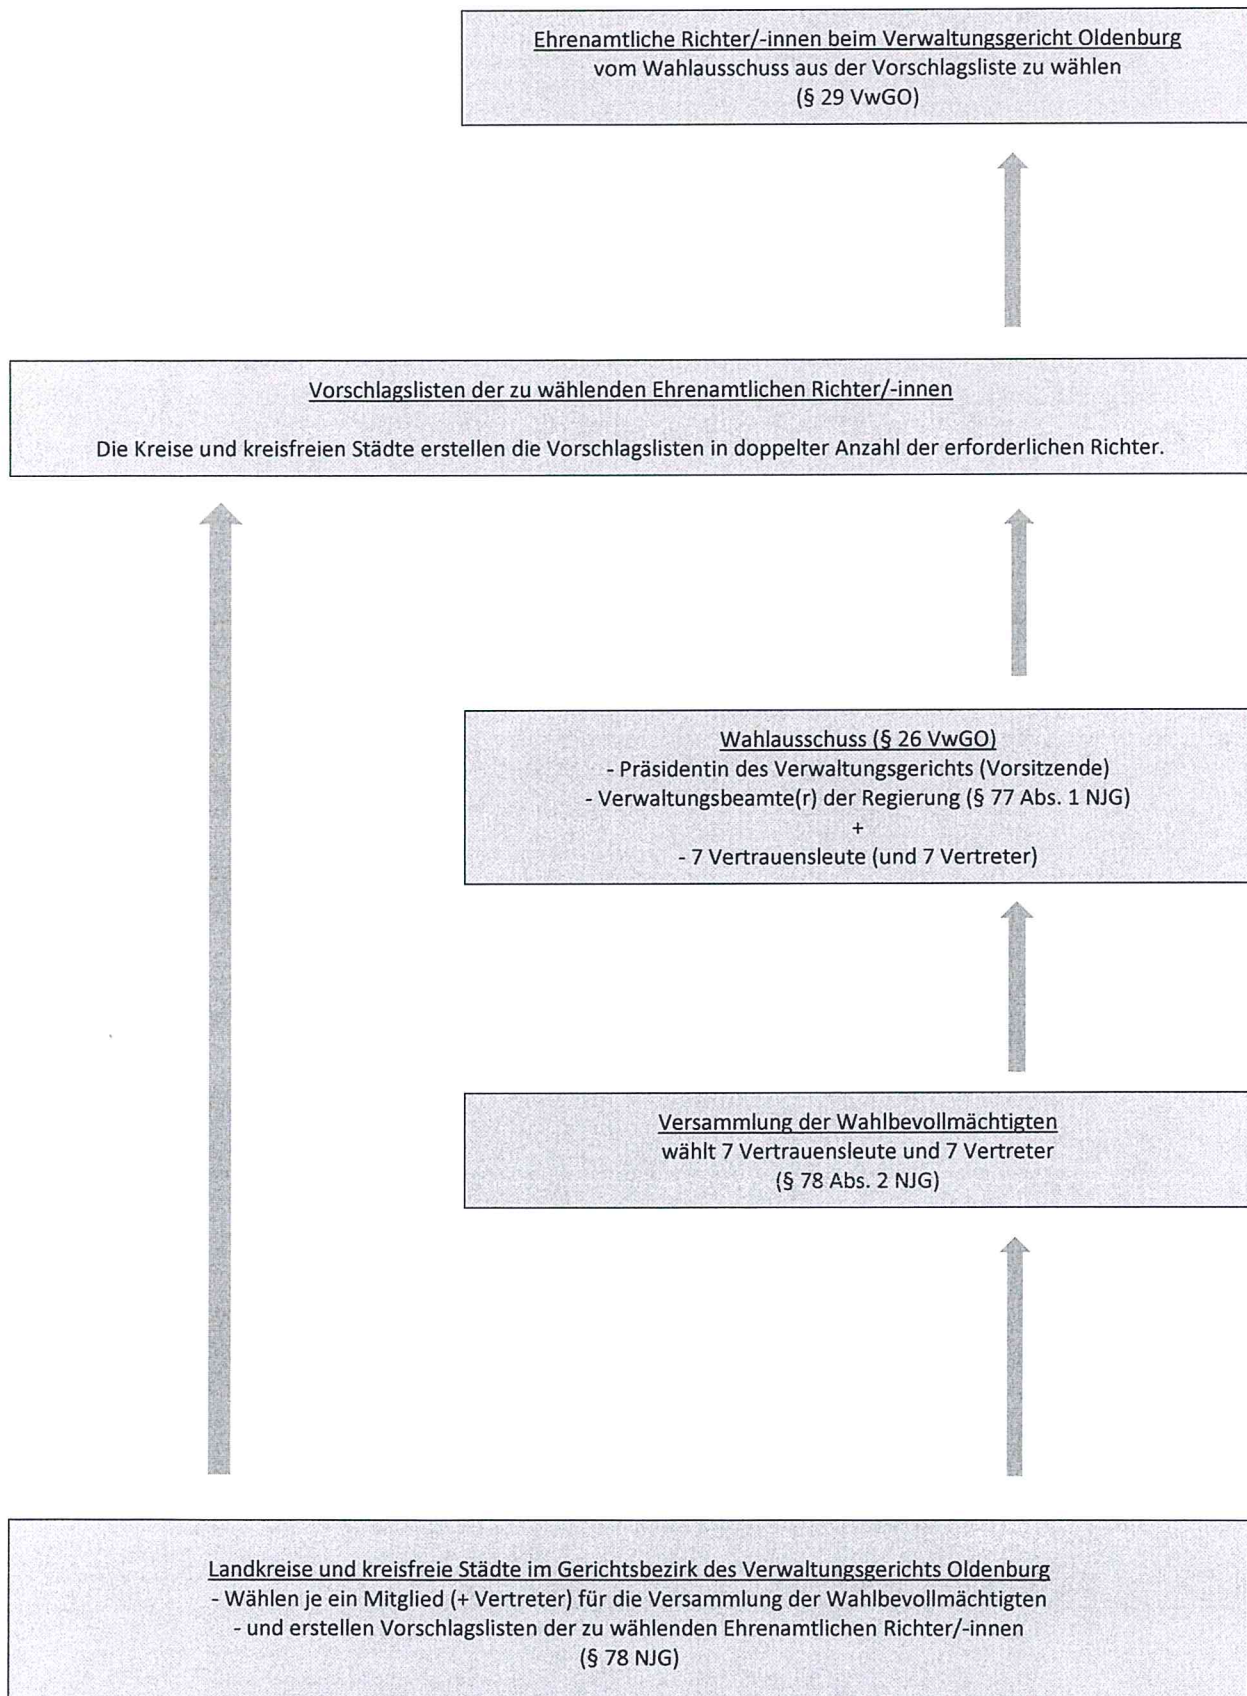 Ehrenamtliche Richter/-innen beim Verwaltungsgericht Oldenburg
vom Wahlausschuss aus der Vorschlagsliste zu wählen
(§ 29 VwGO)
Vorschlagslisten der zu wählenden Ehrenamtlichen Richter/-innen
Die Kreise und kreisfreien Städte erstellen die Vorschlagslisten in doppelter Anzahl der erforderlichen Richter.
Wahlausschuss (§ 26 VwGO)
- Präsidentin des Verwaltungsgerichts (Vorsitzende)
- Verwaltungsbeamte(r) der Regierung (§ 77 Abs. 1 NJG)
+
- 7 Vertrauensleute (und 7 Vertreter)
Versammlung der Wahlbevollmächtigten
wählt 7 Vertrauensleute und 7 Vertreter
(§ 78 Abs. 2 NJG)
Landkreise und kreisfreie Städte im Gerichtsbezirk des Verwaltungsgerichts Oldenburg
- Wählen je ein Mitglied (+ Vertreter) für die Versammlung der Wahlbevollmächtigten
- und erstellen Vorschlagslisten der zu wählenden Ehrenamtlichen Richter/-innen
(§ 78 NJG)